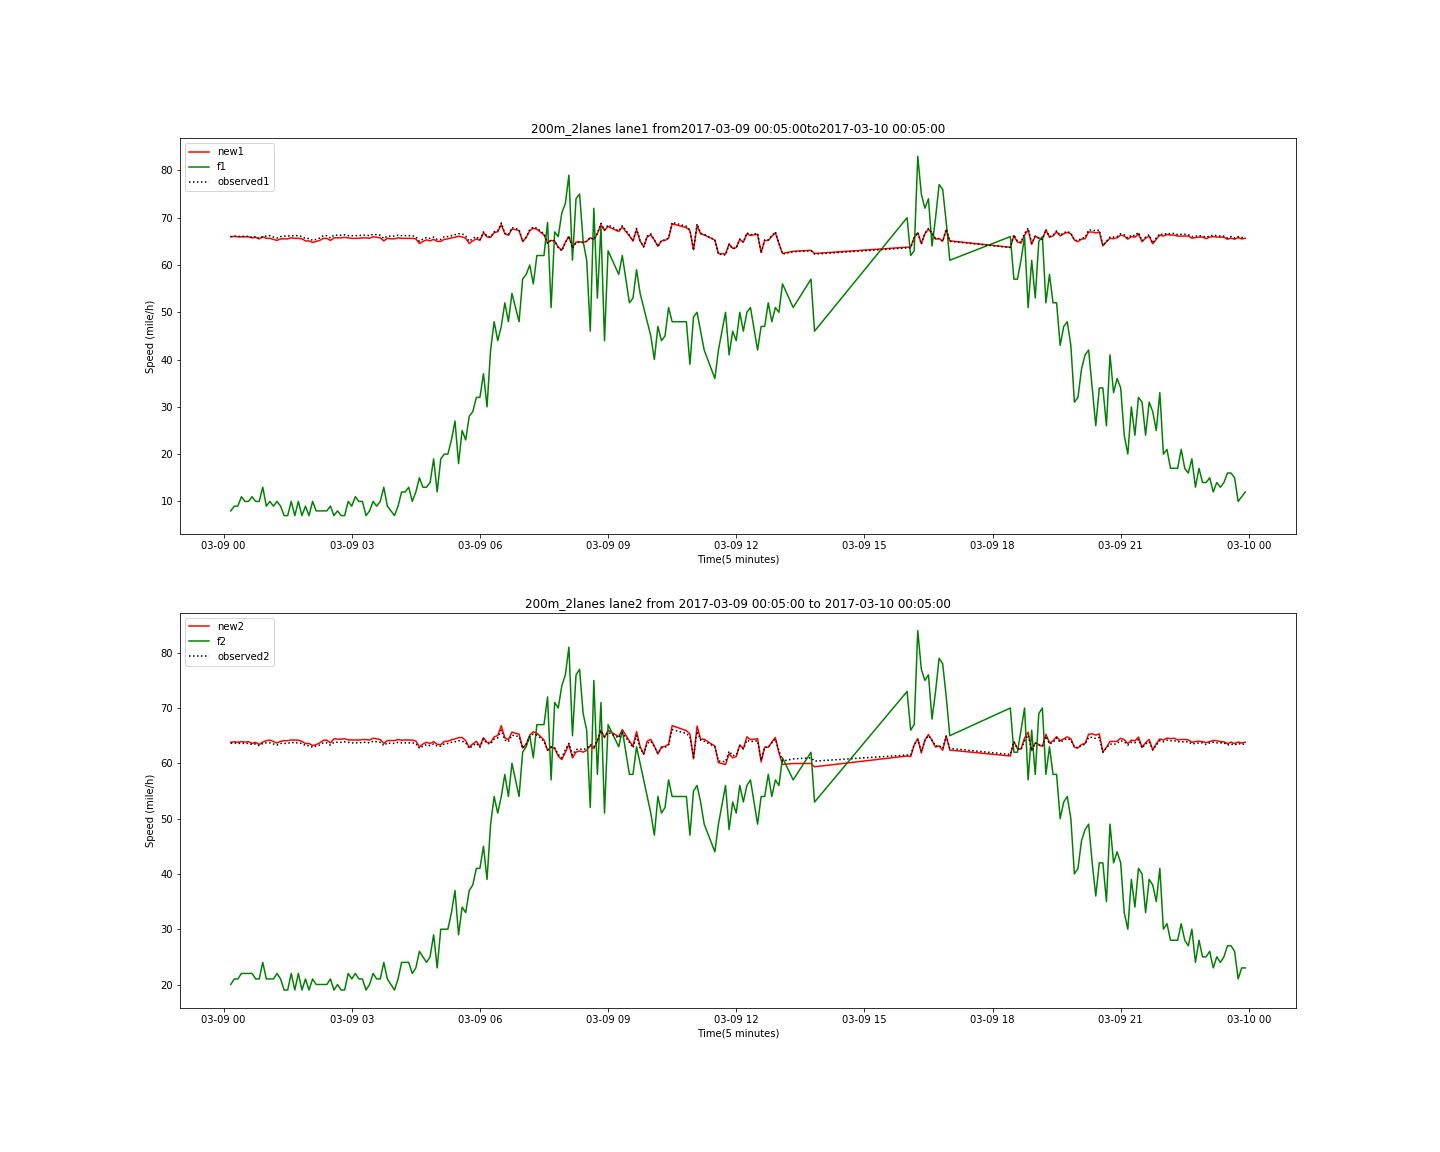 200m_2lanes lane1 from2017-03-09 00:05:00to2017-03-10 00:05:00
new1
f1
observed1
80
70
60
50
40
30
20
10
Speed (mile/h)
03-09 00 03-09 03 03-09 06 03-09 09 03-09 12 03-09 15 03-09 18 03-09 21 03-10 00
Time(5 minutes)
200m_2lanes lane2 from 2017-03-09 00:05:00 to 2017-03-10 00:05:00
new2
f2
observed2
80
70
60
50
40
30
20
Speed (mile/h)
03-09 00 03-09 03 03-09 06 03-09 09 03-09 12 03-09 15 03-09 18 03-09 21 03-10 00
Time(5 minutes)